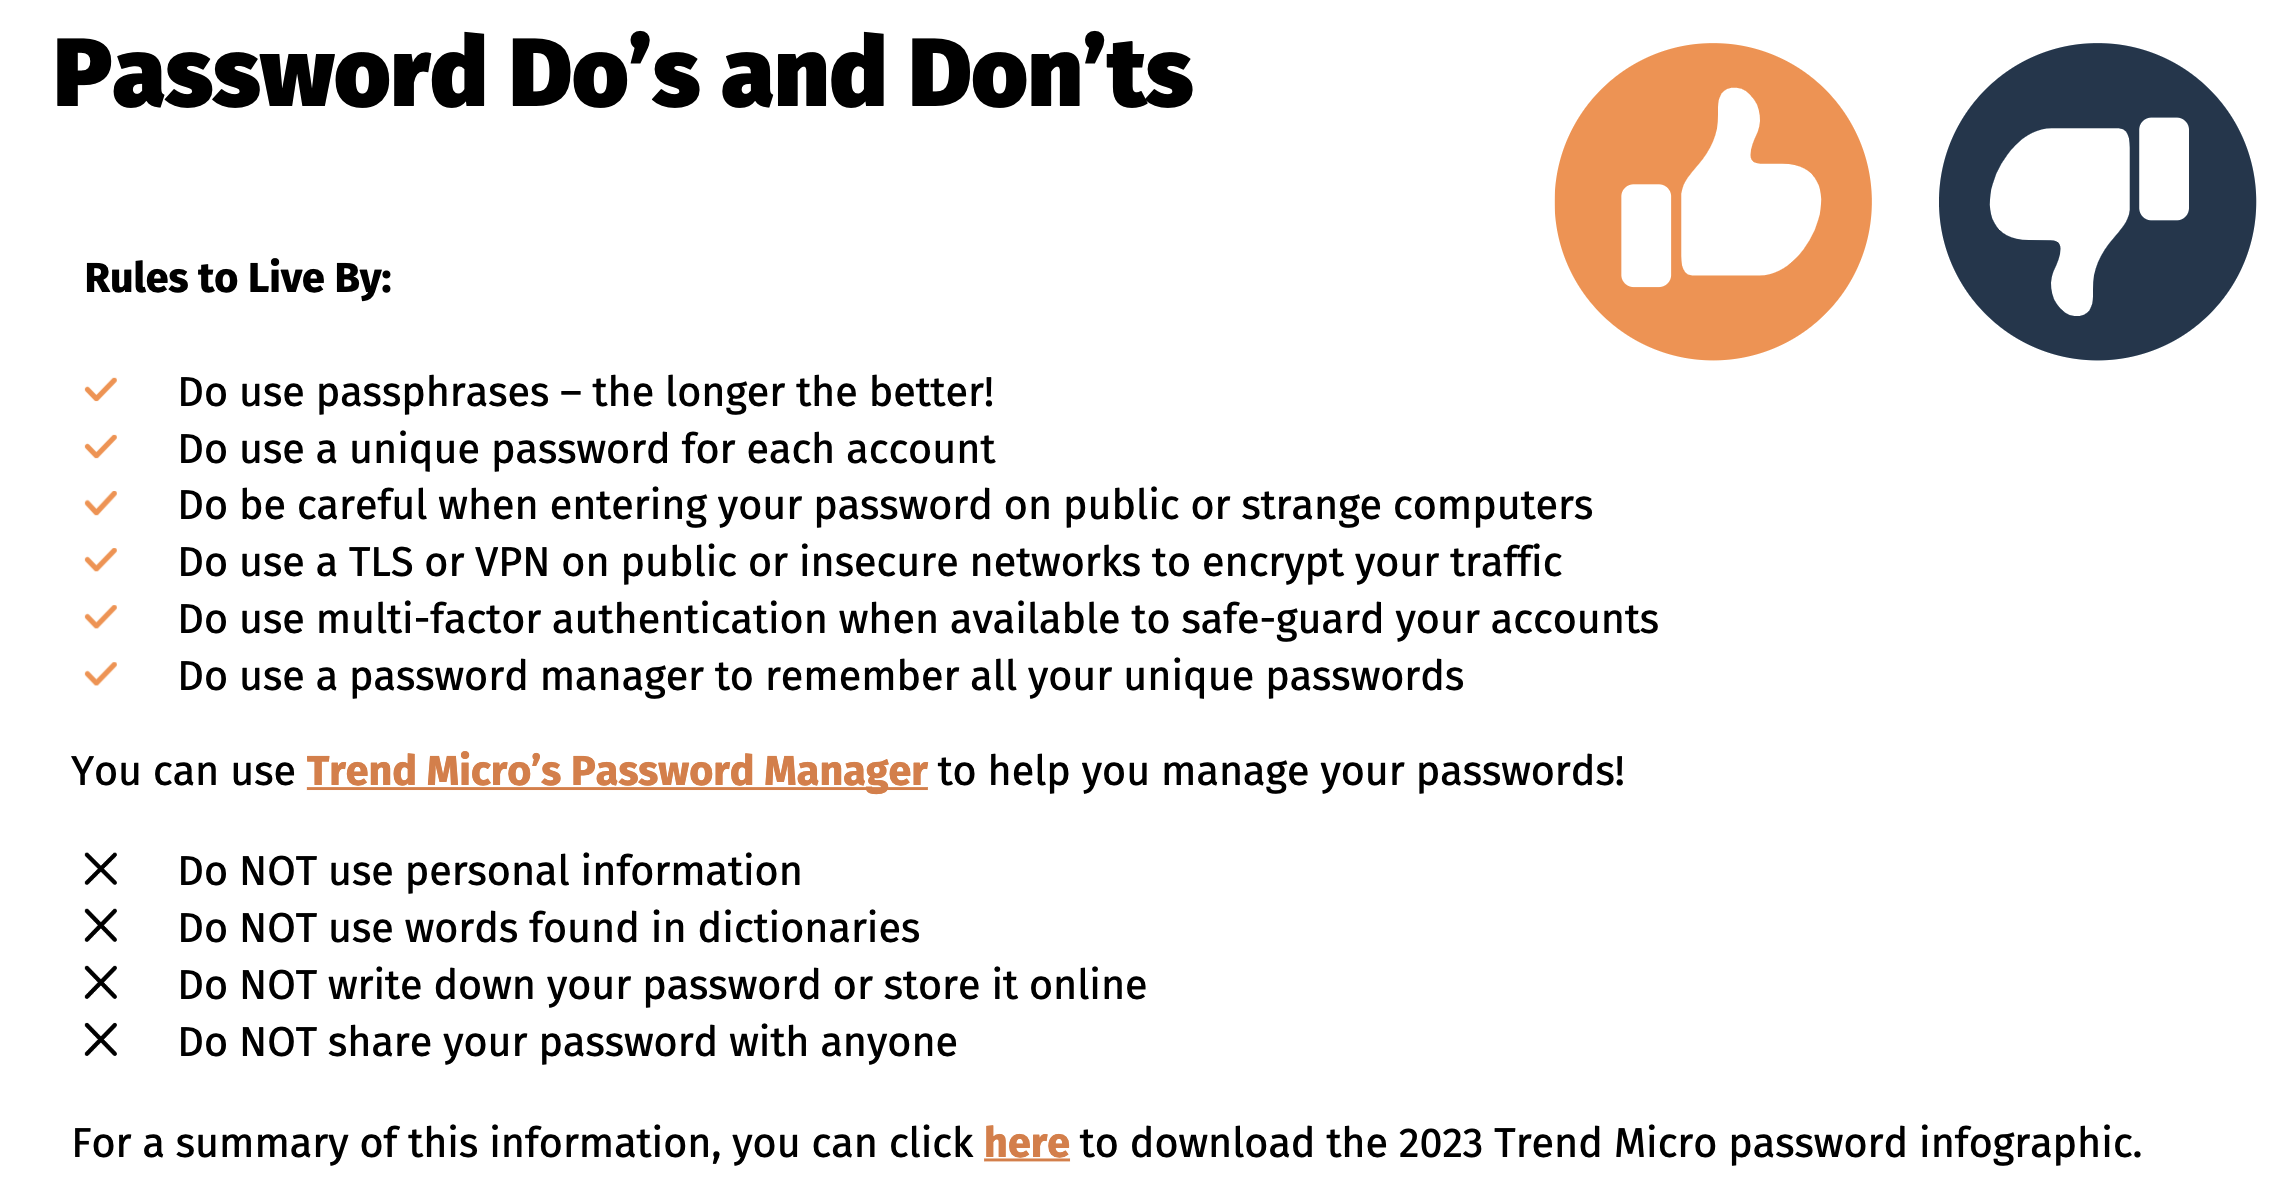 Password Do’s and Don’ts
Rules to Live By:
Do use passphrases – the longer the better!
Do use a unique password for each account
Do be careful when entering your password on public or strange computers
Do use a TLS or VPN on public or insecure networks to encrypt your traffic
Do use multi-factor authentication when available to safe-guard your accounts
Do use a password manager to remember all your unique passwords
You can use Trend Micro’s Password Manager to help you manage your passwords!
Do NOT use personal information
Do NOT use words found in dictionaries
Do NOT write down your password or store it online
Do NOT share your password with anyone
For a summary of this information, you can click here to download the 2023 Trend Micro password infographic.